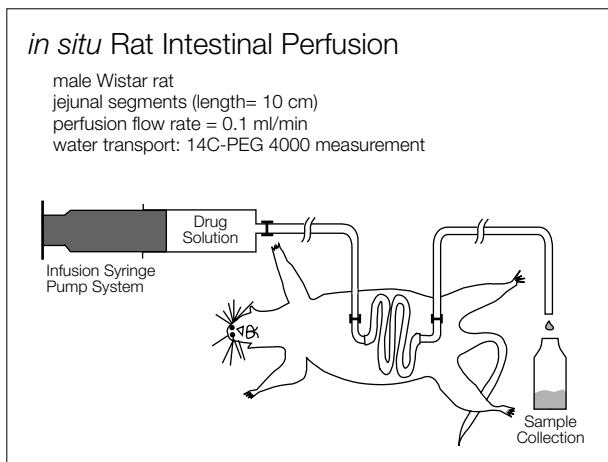 in situ Rat Intestinal Perfusion
male Wistar rat
jejunal segments (length= 10 cm)
perfusion flow rate = 0.1 ml/min
water transport: 14C-PEG 4000 measurement
Drug
Solution
Infusion Syringe
Pump System
Sample
Collection